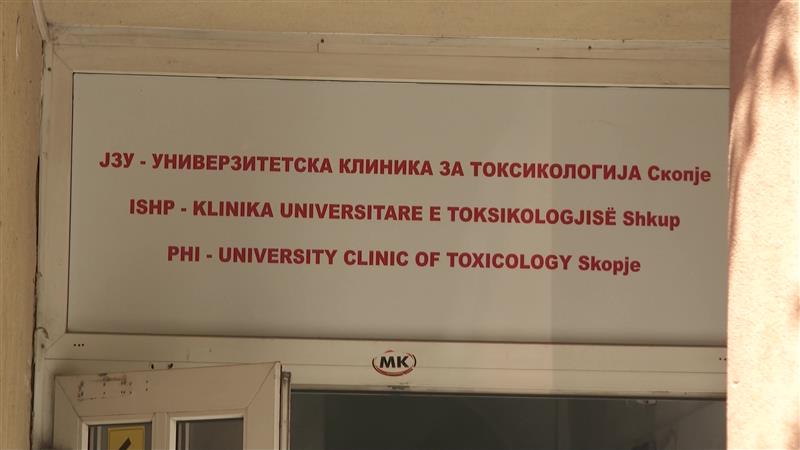 ЈЗУ - УНИВЕРЗИТЕТСКА КЛИНИКА ЗА ТОКСИКОЛОГИЈА Скопје
ISHP - KLINIKA UNIVERSITARE E TOKSIKOLOGJISË Shkup
PHI - UNIVERSITY CLINIC OF TOXICOLOGY Skopje
MK